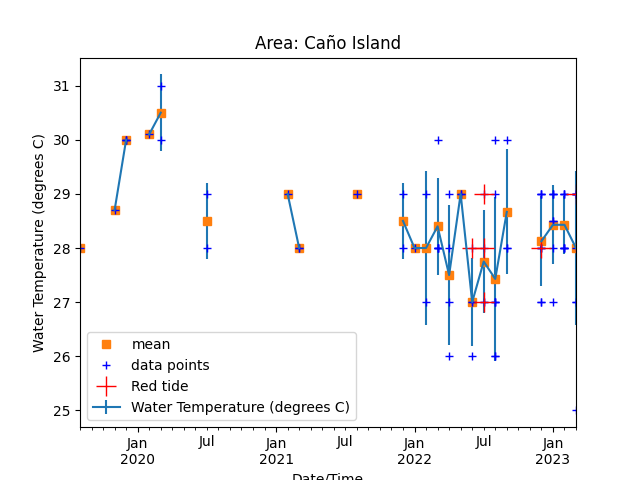 Area: Caño Island
Water Temperature (degrees C)
31
30
29
28
27
26
25
mean
data points
Red tide
Water Temperature (degrees C)
Jan Jul Jan Jul Jan Jul Jan
2020 2021 2022 2023
Date/Time